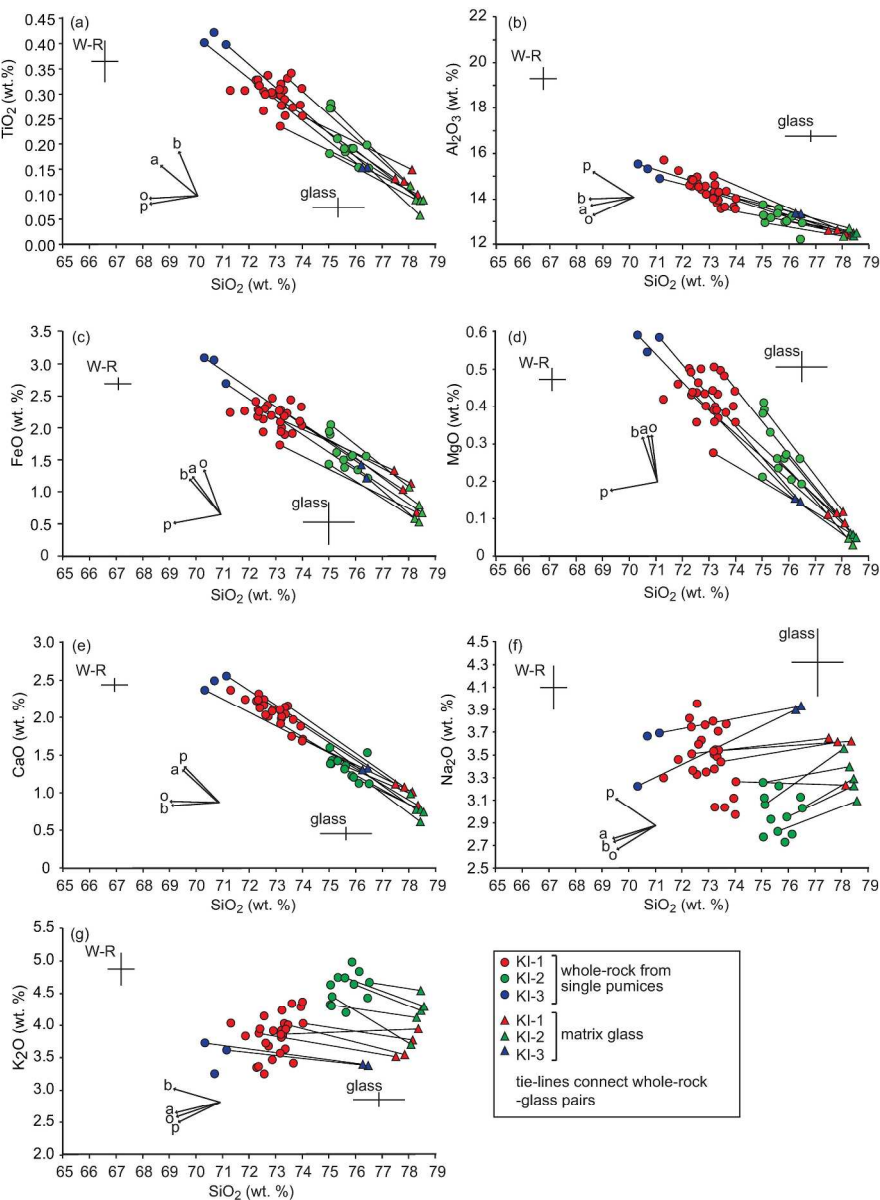 (a)
W-R
0.45
0.40
0.35
0.30
0.25
0.20
0.15
0.10
0.05
0.00
TiO2 (wt.%)
b
a
o
p
glass
65 66 67 68 69 70 71 72 73 74 75 76 77 78 79
SiO2 (wt. %)
(b)
W-R
22
20
18
16
14
12
Al2O3 (wt.%)
glass
p
b
a
o
65 66 67 68 69 70 71 72 73 74 75 76 77 78 79
SiO2 (wt. %)
(c)
W-R
3.5
3.0
2.5
2.0
1.5
1.0
0.5
0
FeO (wt.%)
b a o
p
glass
65 66 67 68 69 70 71 72 73 74 75 76 77 78 79
SiO2 (wt. %)
(d)
W-R
0.6
0.5
0.4
0.3
0.2
0.1
0
MgO (wt.%)
glass
b a o
p
65 66 67 68 69 70 71 72 73 74 75 76 77 78 79
SiO2 (wt. %)
(e)
W-R
3.0
2.5
2.0
1.5
1.0
0.5
0
CaO (wt. %)
p
a
o
b
glass
65 66 67 68 69 70 71 72 73 74 75 76 77 78 79
SiO2 (wt. %)
(f)
W-R
4.5
4.3
4.1
3.9
3.7
3.5
3.3
3.1
2.9
2.7
2.5
Na2O (wt. %)
glass
p
a
b
o
65 66 67 68 69 70 71 72 73 74 75 76 77 78 79
SiO2 (wt. %)
(g)
W-R
5.5
5.0
4.5
4.0
3.5
3.0
2.5
2.0
K2O (wt. %)
b
a
o
p
glass
65 66 67 68 69 70 71 72 73 74 75 76 77 78 79
SiO2 (wt. %)
KI-1
KI-2
KI-3
whole-rock from
single pumices
KI-1
KI-2
KI-3
matrix glass
tie-lines connect whole-rock
-glass pairs